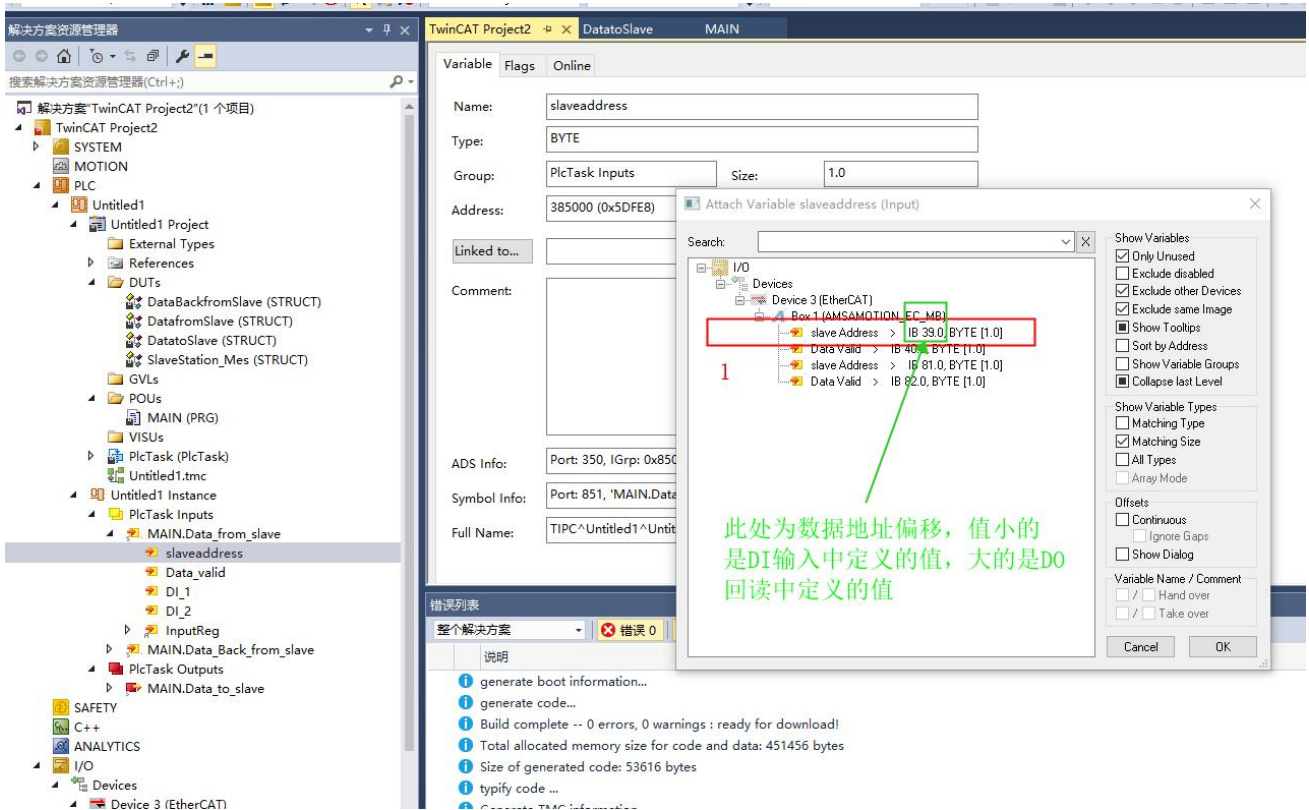 解决方案资源管理器
搜索解决方案资源管理器(Ctrl+;)
解决方案"TwinCAT Project2"(1 个项目)
TwinCAT Project2
SYSTEM
MOTION
PLC
Untitled1
Untitled1 Project
External Types
References
DUTs
DataBackfromSlave (STRUCT)
DatafromSlave (STRUCT)
DatatoSlave (STRUCT)
SlaveStation_Mes (STRUCT)
GVLs
POUs
MAIN (PRG)
VISUs
PlcTask (PlcTask)
Untitled1.tmc
Untitled1 Instance
PlcTask Inputs
MAIN.Data_from_slave
slaveaddress
Data_valid
DI_1
DI_2
InputReg
MAIN.Data_Back_from_slave
PlcTask Outputs
MAIN.Data_to_slave
SAFETY
C++
ANALYTICS
I/O
Devices
Device 3 (EtherCAT)
TwinCAT Project2 DatatoSlave MAIN
Variable Flags Online
Name: slaveaddress
Type: BYTE
Group: PlcTask Inputs Size: 1.0
Address: 385000 (0x5DFE8)
Linked to...
Comment:
ADS Info: Port: 350, IGrp: 0x850
Symbol Info: Port: 851, 'MAIN.Data
Full Name: TIPC^Untitled1^Untit
Attach Variable slaveaddress (Input)
Search:
I/O
Devices
Device 3 (EtherCAT)
Box 1 (AMSAMOTION_EC_MB)
slave Address > IB 39.0, BYTE [1.0]
Data Valid > IB 40.0, BYTE [1.0]
slave Address > IB 81.0, BYTE [1.0]
Data Valid > IB 82.0, BYTE [1.0]
1
此处为数据地址偏移，值小的
是DI输入中定义的值，大的是DO
回读中定义的值
Show Variables
Only Unused
Exclude disabled
Exclude other Devices
Exclude same Image
Show Tooltips
Sort by Address
Show Variable Groups
Collapse last Level
Show Variable Types
Matching Type
Matching Size
All Types
Array Mode
Offsets
Continuous
Ignore Gaps
Show Dialog
Variable Name / Comment
/ Hand over
/ Take over
Cancel OK
错误列表
整个解决方案 错误 0
说明
generate boot information...
generate code...
Build complete -- 0 errors, 0 warnings : ready for download!
Total allocated memory size for code and data: 451456 bytes
Size of generated code: 53616 bytes
typify code ...
Generate TMC information